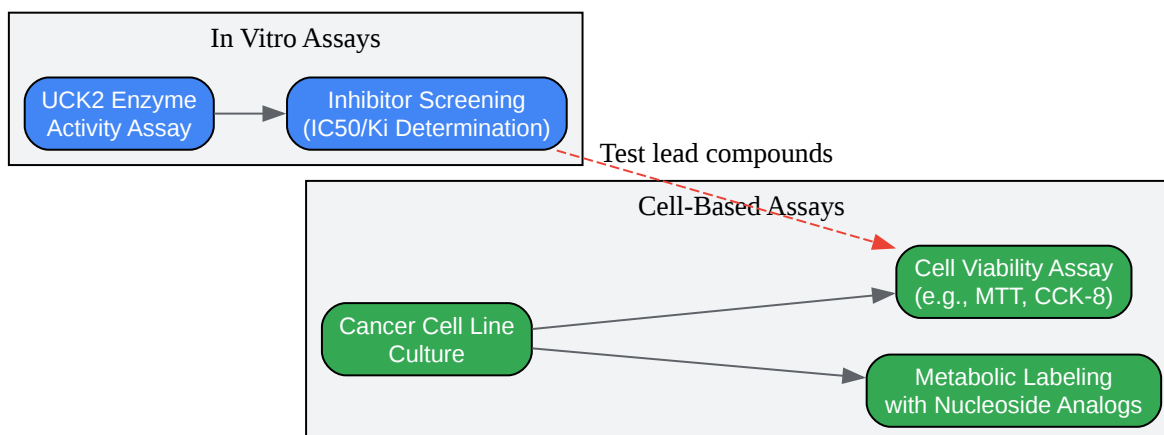 In Vitro Assays
UCK2 Enzyme
Activity Assay
Inhibitor Screening
(IC50/Ki Determination)
Test lead compounds
Cell-Based Assays
Cell Viability Assay
(e.g., MTT, CCK-8)
Cancer Cell Line
Culture
Metabolic Labeling
with Nucleoside Analogs